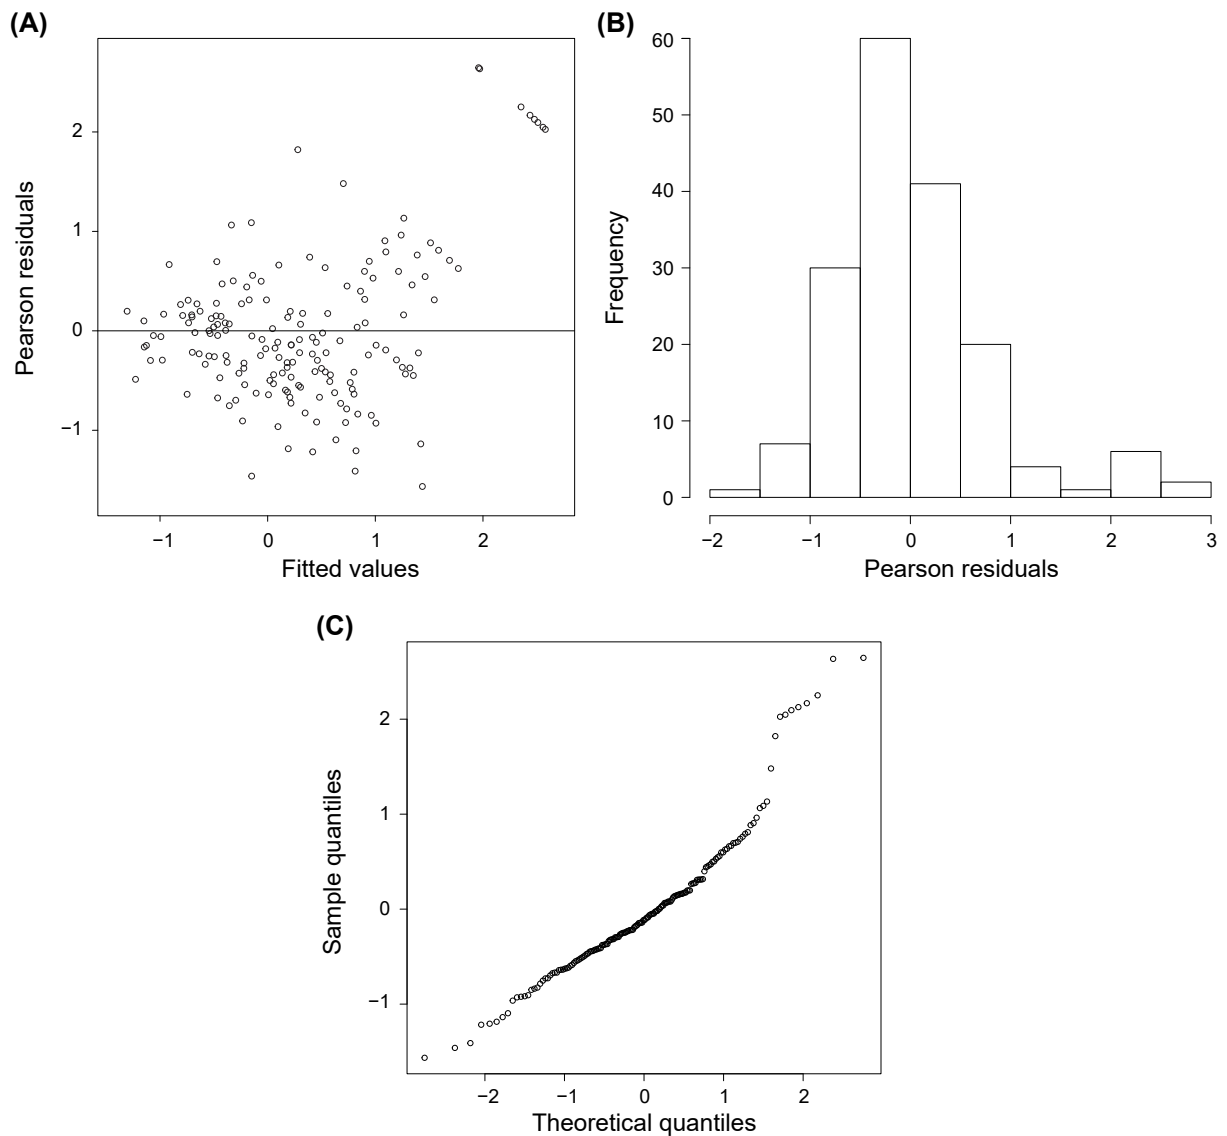 (A)
Pearson residuals
2
1
0
−1
−1 0 1 2
Fitted values
(B)
Frequency
60
50
40
30
20
10
0
−2 −1 0 1 2 3
Pearson residuals
(C)
Sample quantiles
2
1
0
−1
−2 −1 0 1 2
Theoretical quantiles